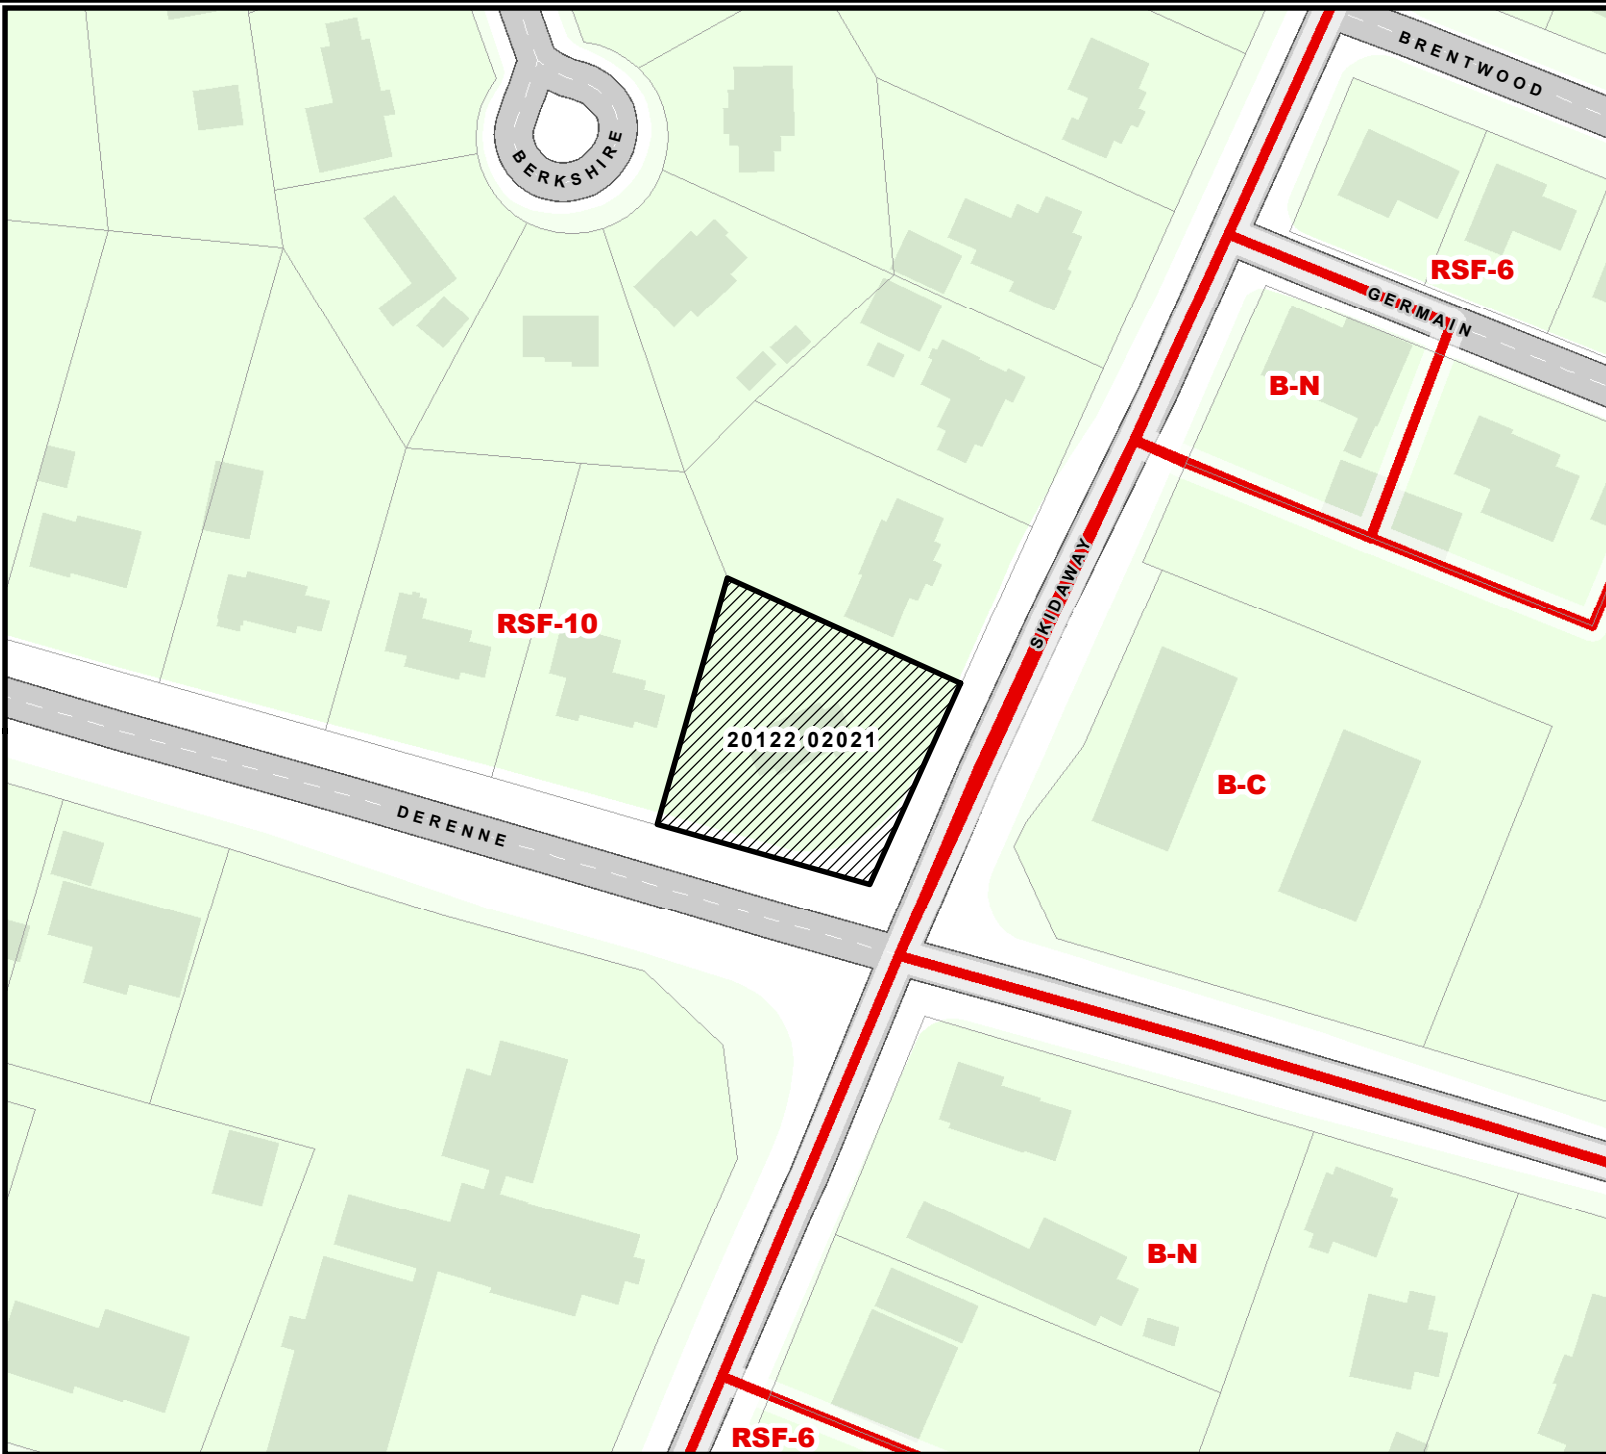 BRENTWOOD
BERKSHIRE
RSF-6
GERMAIN
B-N
SKIDAWAY
RSF-10
20122 02021
B-C
DERENNE
B-N
RSF-6